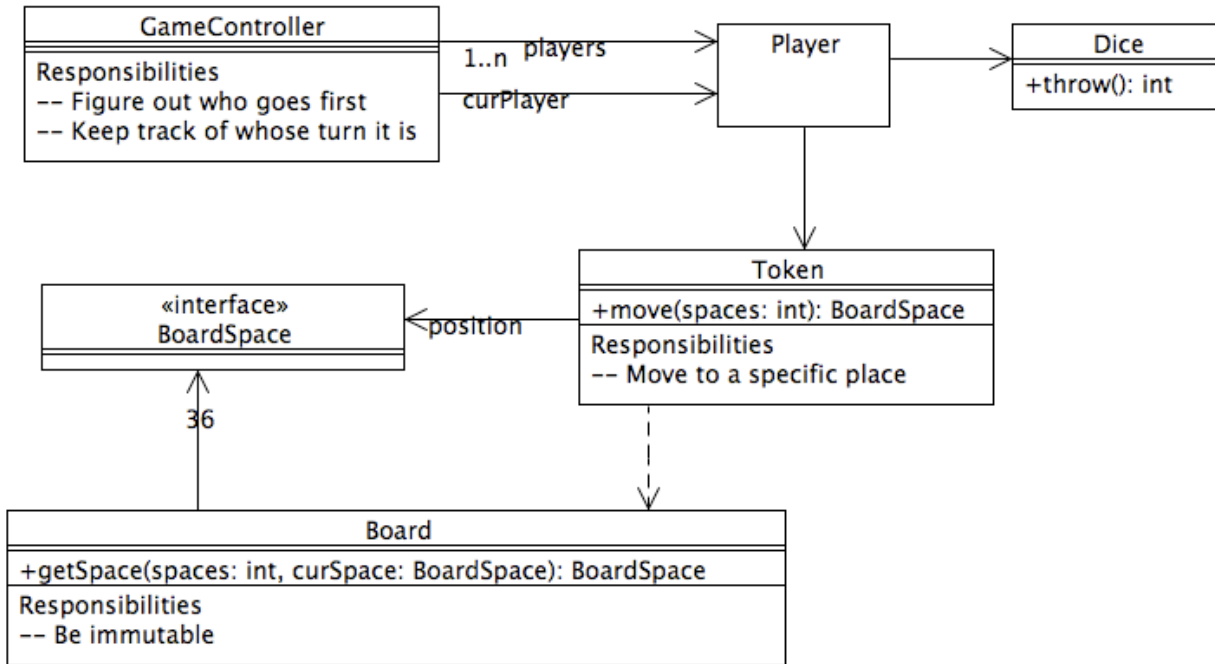 GameController
Responsibilities
-- Figure out who goes first
-- Keep track of whose turn it is
1..n players
curPlayer
Player
Dice
+throw(): int
«interface»
BoardSpace
position
Token
+move(spaces: int): BoardSpace
Responsibilities
-- Move to a specific place
36
Board
+getSpace(spaces: int, curSpace: BoardSpace): BoardSpace
Responsibilities
-- Be immutable